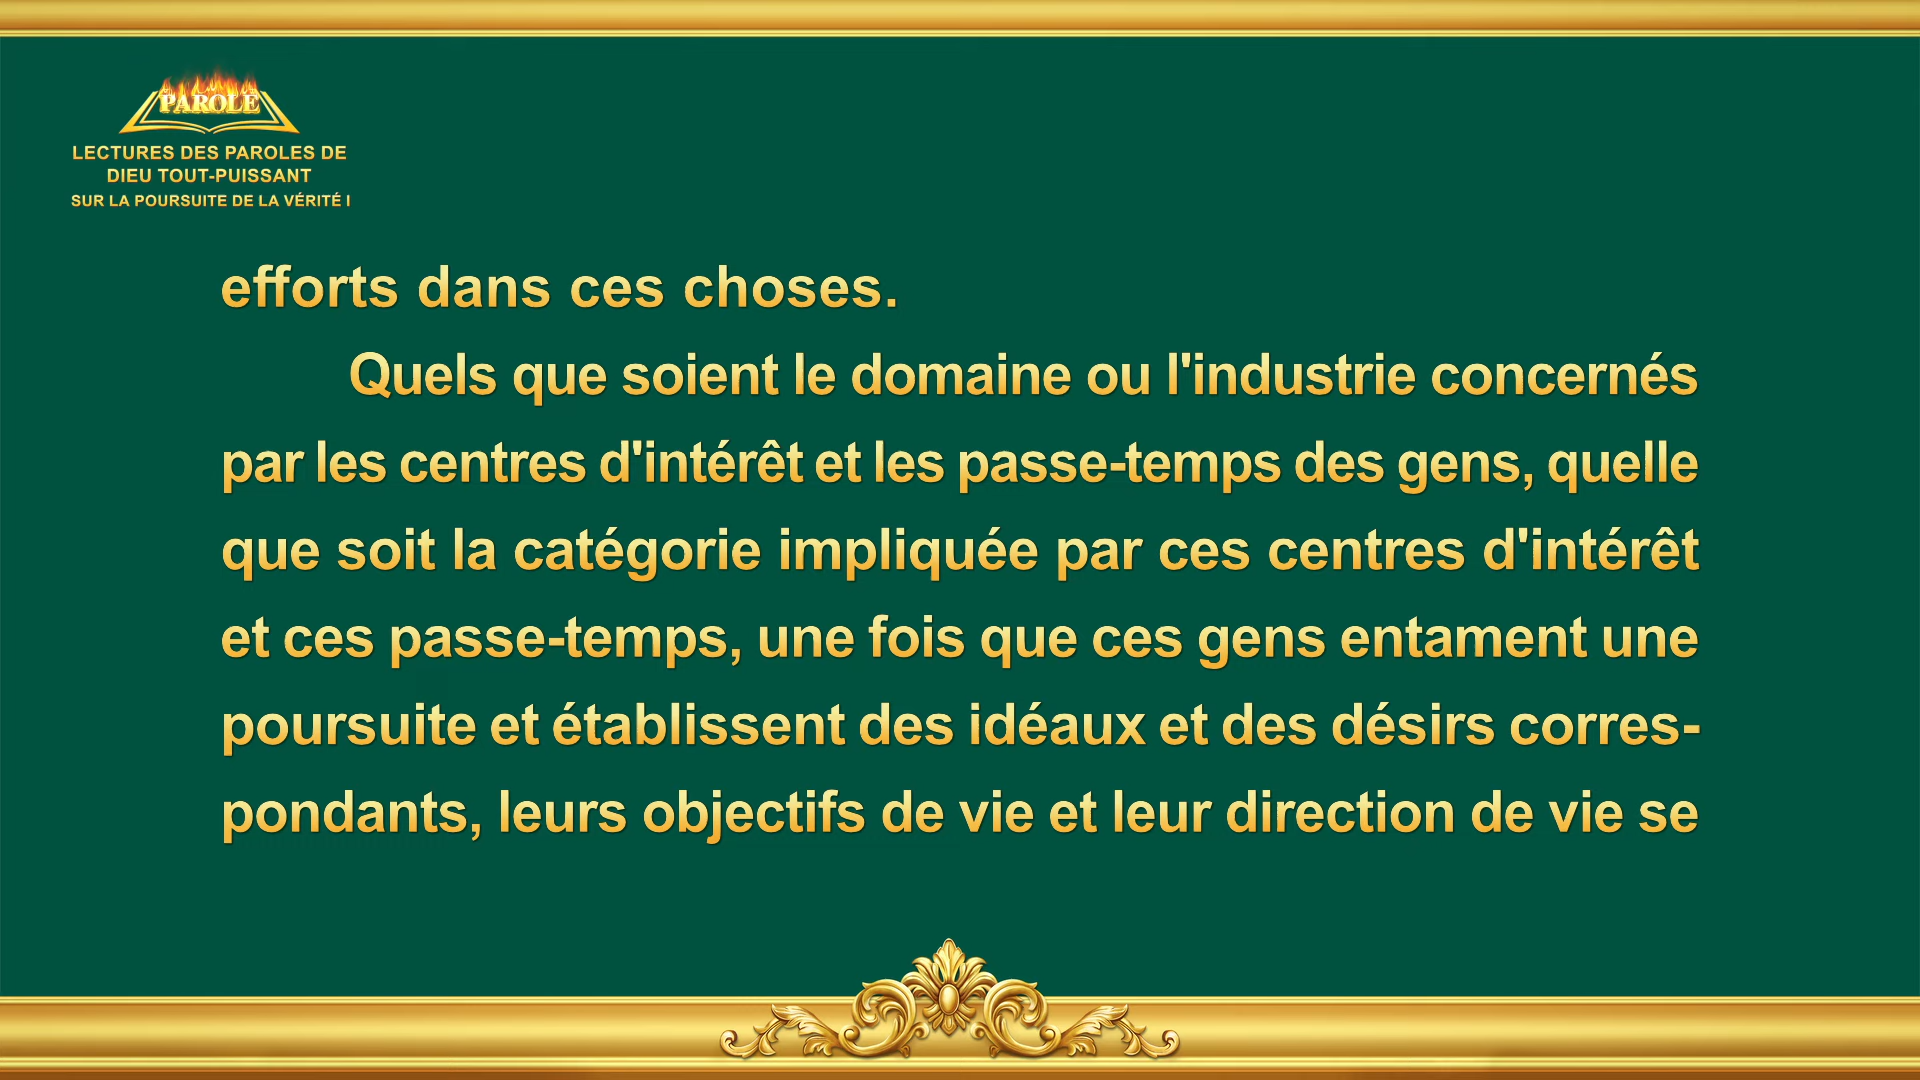 PAROLE
LECTURES DES PAROLES DE
DIEU TOUT-PUISSANT
SUR LA POURSUITE DE LA VÉRITÉ I
efforts dans ces choses.
Quels que soient le domaine ou l'industrie concernés
par les centres d'intérêt et les passe-temps des gens, quelle
que soit la catégorie impliquée par ces centres d'intérêt
et ces passe-temps, une fois que ces gens entament une
poursuite et établissent des idéaux et des désirs corres-
pondants, leurs objectifs de vie et leur direction de vie se